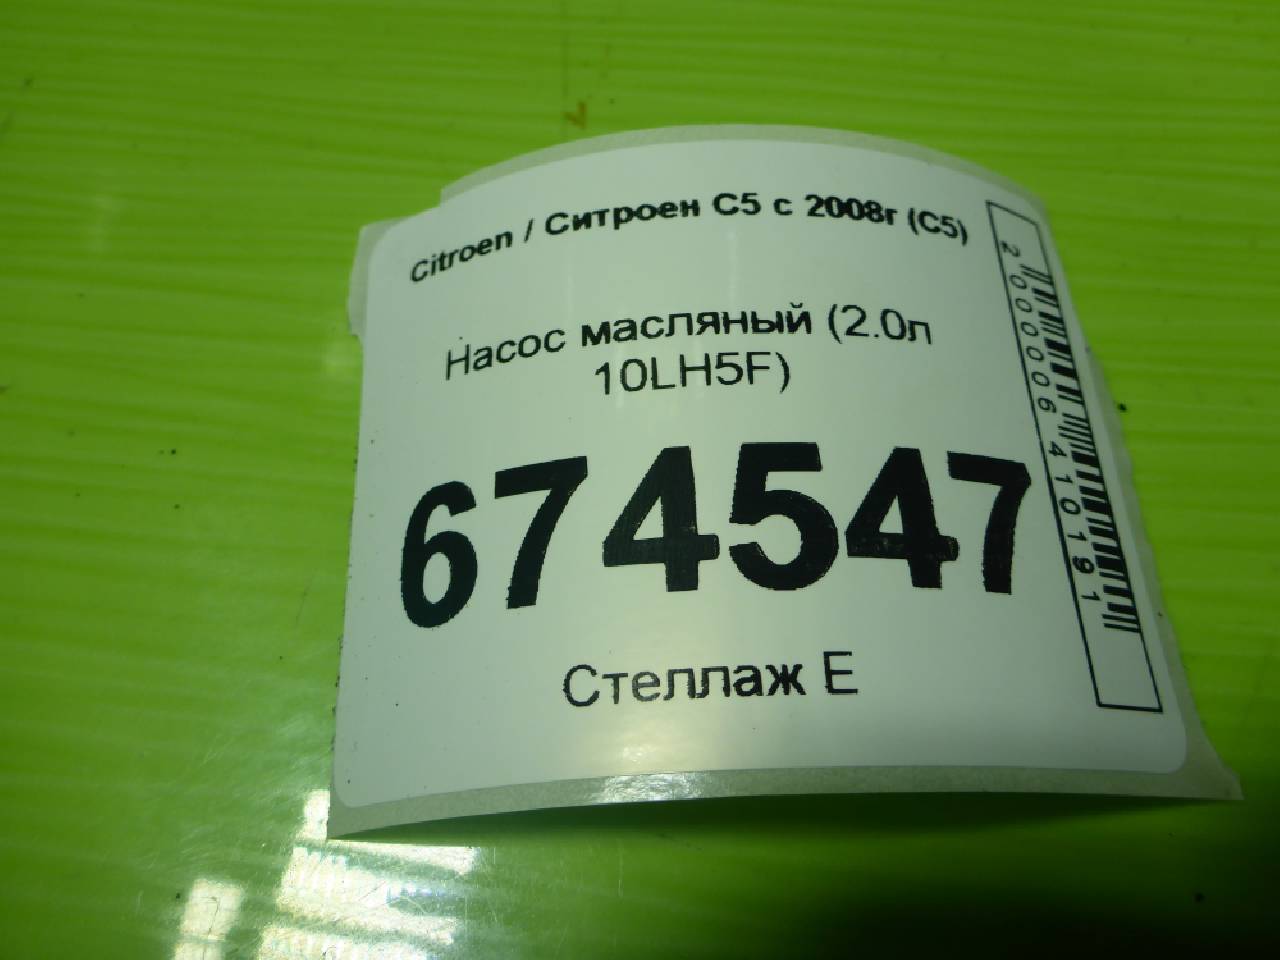 Citroen / Ситроен C5 с 2008г (C5)
Насос масляный (2.0л
10LH5F)
674547
Стеллаж E
2000006410191